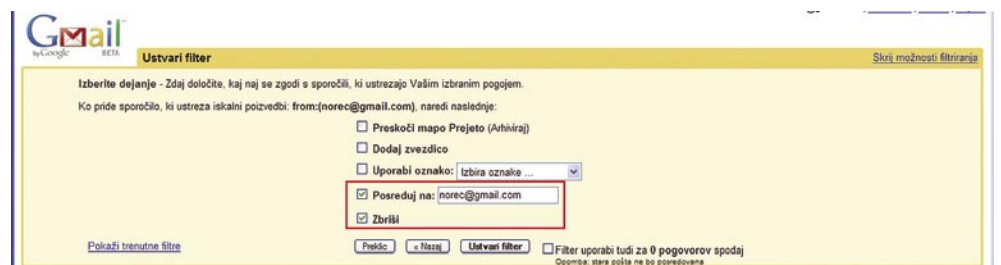 Gmail
by Google BETA
Ustvari filter
Skrij možnosti filtriranja
Izberite dejanje - Zdaj določite, kaj naj se zgodi s sporočili, ki ustrezajo Vašim izbranim pogojem.
Ko pride sporočilo, ki ustreza iskalni poizvedbi: from:(norec@gmail.com), naredi naslednje:
Preskoči mapo Prejeto (Arhiviraj)
Dodaj zvezdico
Uporabi oznako: Izbira oznake ...
Posreduj na: norec@gmail.com
Zbriši
Pokaži trenutne filtre
Preklic « Nazaj Ustvari filter Filter uporabi tudi za 0 pogovorov spodaj
Opomba: stara pošta ne bo posredovana